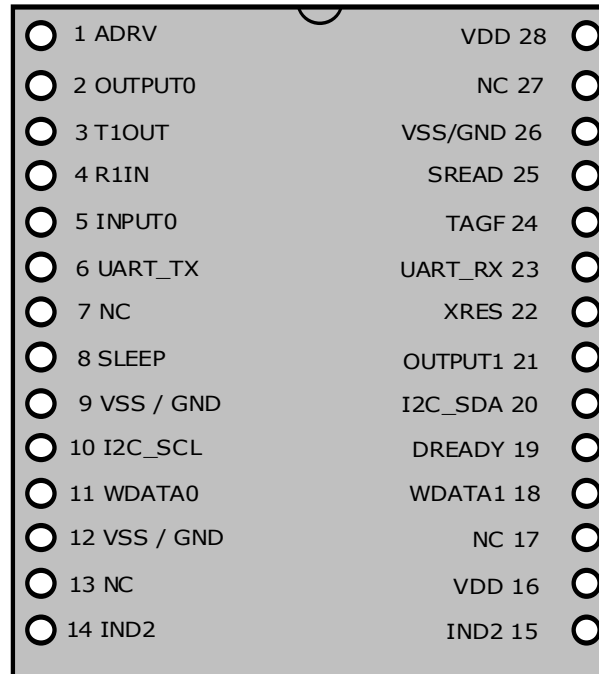 1 ADRV VDD 28
2 OUTPUT0 NC 27
3 T1OUT VSS/GND 26
4 R1IN SREAD 25
5 INPUT0 TAGF 24
6 UART_TX UART_RX 23
7 NC XRES 22
8 SLEEP OUTPUT1 21
9 VSS / GND I2C_SDA 20
10 I2C_SCL DREADY 19
11 WDATA0 WDATA1 18
12 VSS / GND NC 17
13 NC VDD 16
14 IND2 IND2 15